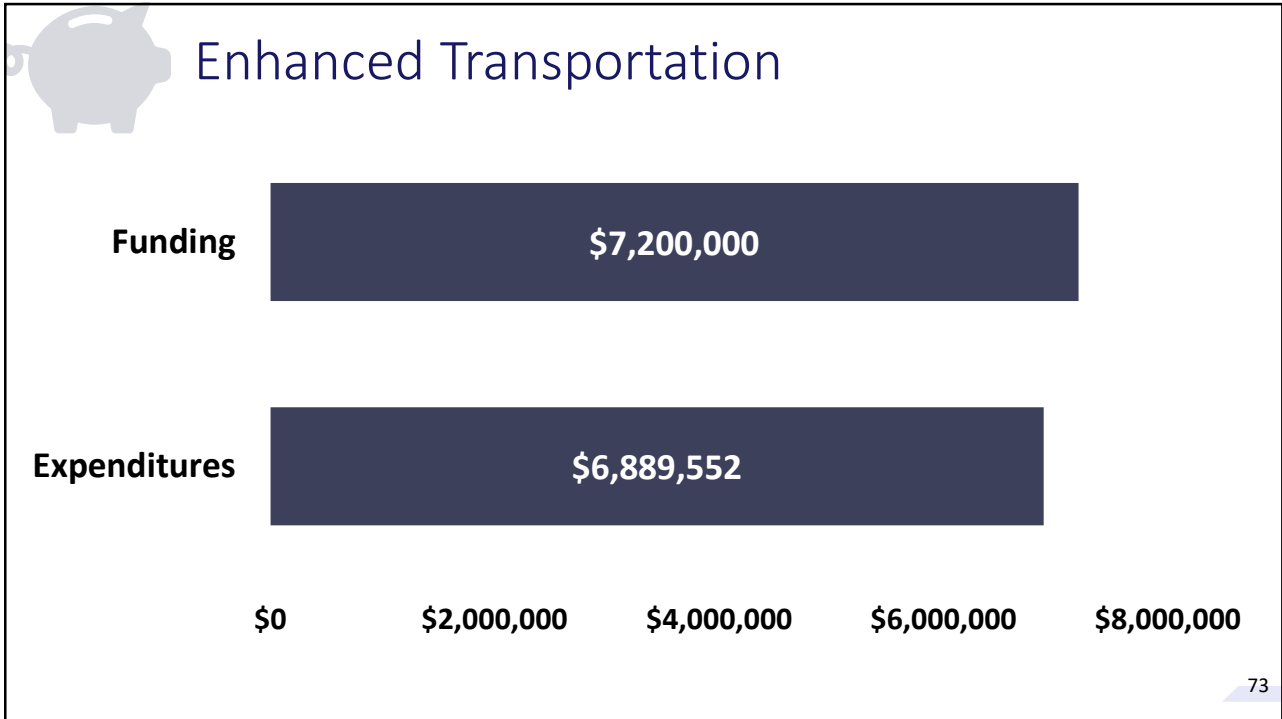 Enhanced Transportation
Funding
$7,200,000
Expenditures
$6,889,552
$0 $2,000,000 $4,000,000 $6,000,000 $8,000,000
73